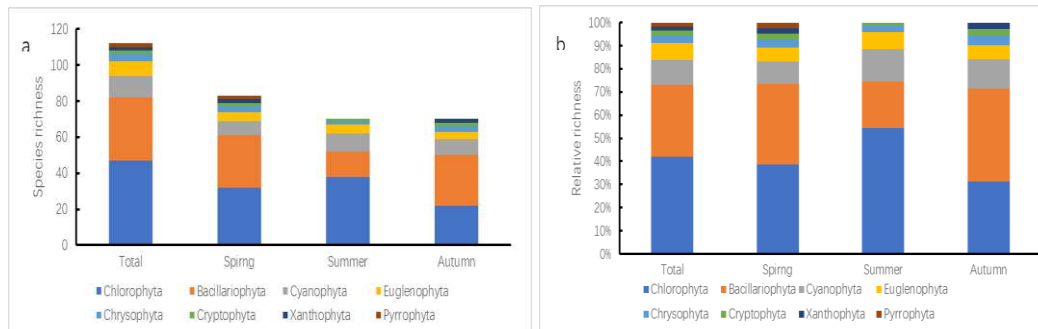 a
Species richness
120
100
80
60
40
20
0
Total Spirng Summer Autumn
Chlorophyta Bacillariophyta Cyanophyta Euglenophyta
Chrysophyta Cryptophyta Xanthophyta Pyrrophyta
b
Relative richness
100%
90%
80%
70%
60%
50%
40%
30%
20%
10%
0%
Total Spirng Summer Autumn
Chlorophyta Bacillariophyta Cyanophyta Euglenophyta
Chrysophyta Cryptophyta Xanthophyta Pyrrophyta